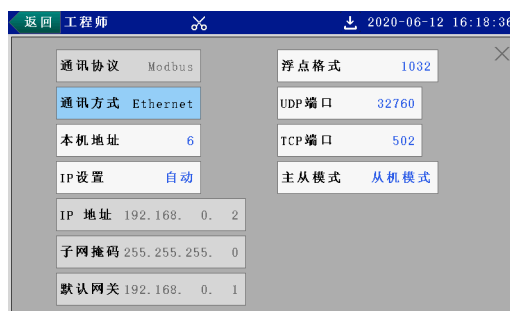 返回 工程师 2020-06-12 16:18:36
通讯协议 Modbus 浮点格式 1032
通讯方式 Ethernet UDP端口 32760
本机地址 6 TCP端口 502
IP设置 自动 主从模式 从机模式
IP 地址 192.168. 0. 2
子网掩码 255.255.255. 0
默认网关 192.168. 0. 1